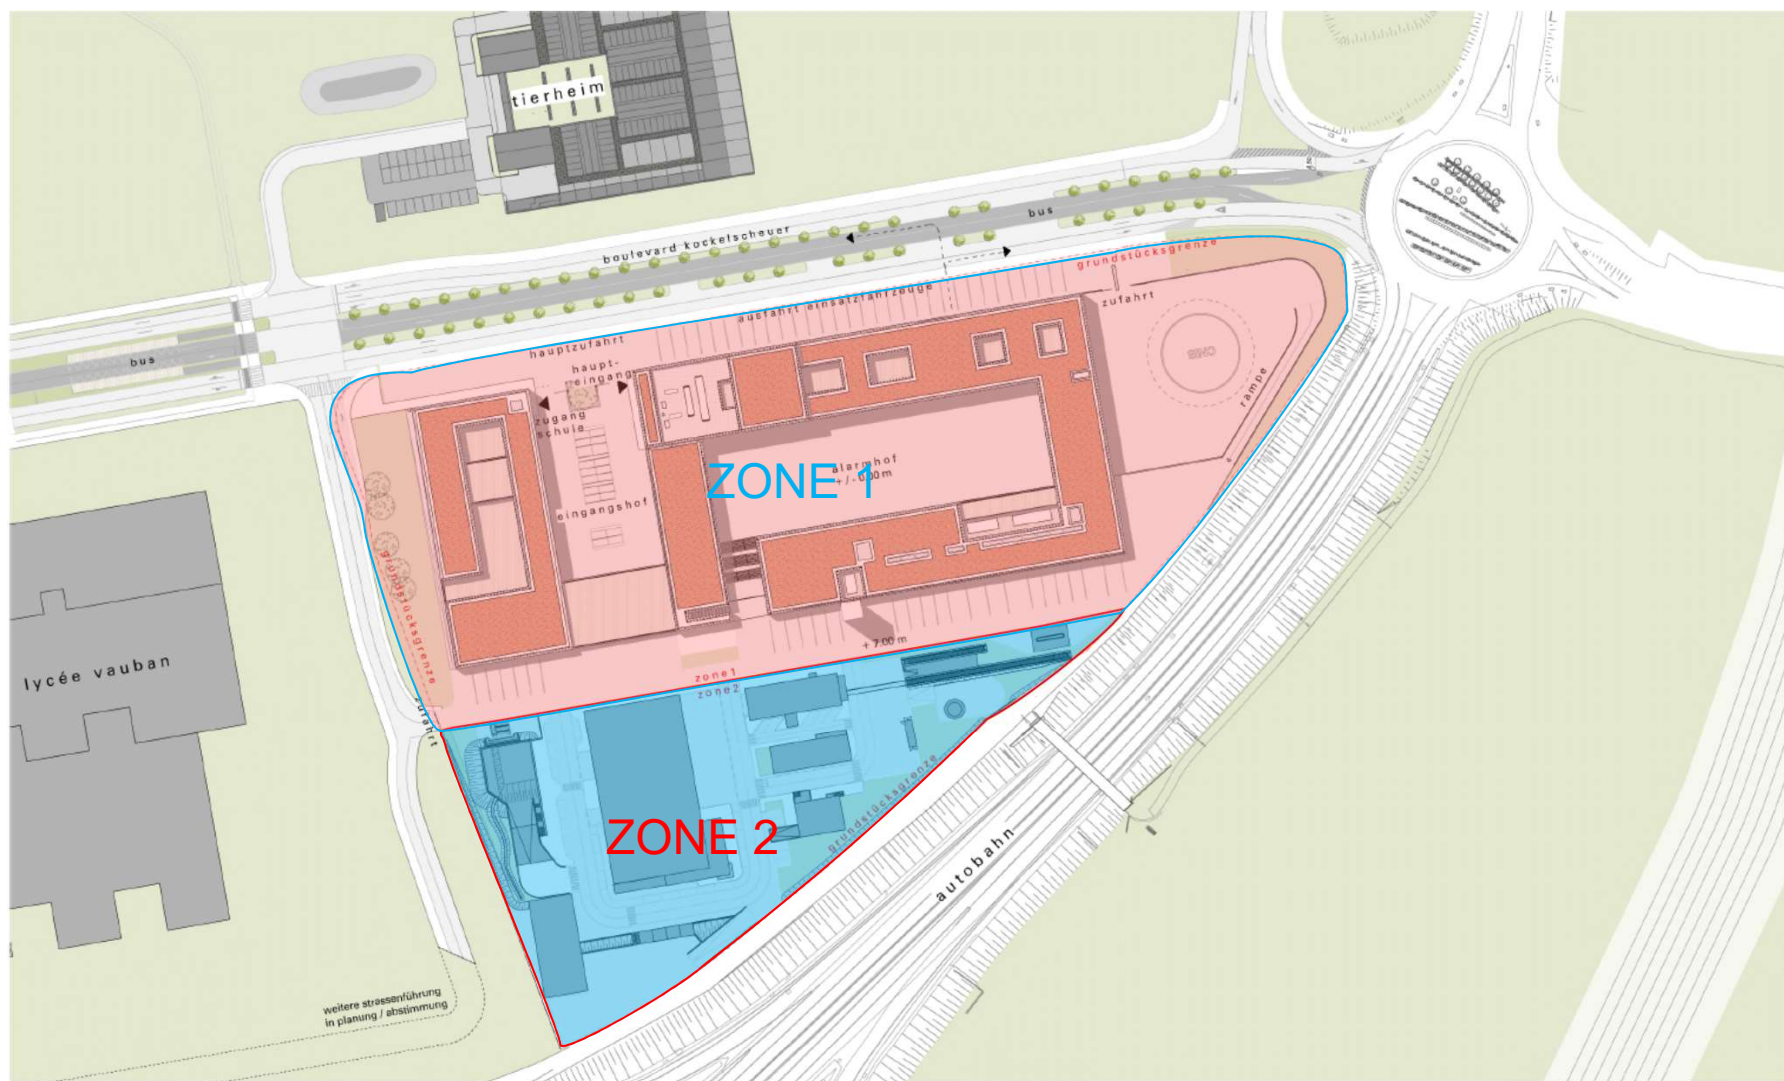 tierheim
bus
boulevard kockelscheuer
grundstücksgrenze
ausfahrt einsatzfahrzeuge
zufahrt
bus
hauptzufahrt
haupt-
eingang
zugang
schule
rampe
ZONE 1
alarmhof
+/- 0.00 m
eingangshof
grundstücksgrenze
+ 7.00 m
lycée vauban
zone1
zone2
zufahrt
grundstücksgrenze
ZONE 2
autobahn
weitere strassenführung
in planung / abstimmung